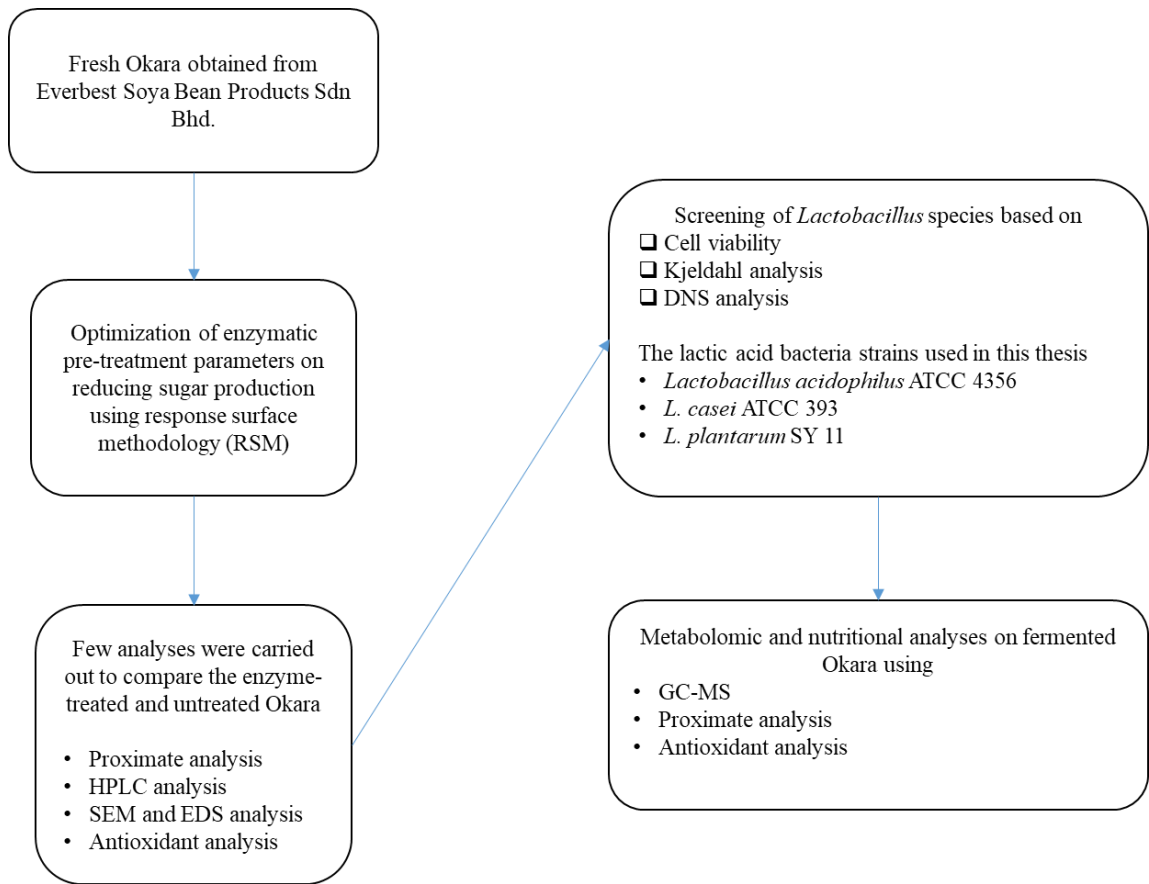 Fresh Okara obtained from
Everbest Soya Bean Products Sdn
Bhd.
Optimization of enzymatic
pre-treatment parameters on
reducing sugar production
using response surface
methodology (RSM)
Few analyses were carried
out to compare the enzyme-
treated and untreated Okara
• Proximate analysis
• HPLC analysis
• SEM and EDS analysis
• Antioxidant analysis
Screening of Lactobacillus species based on
❑ Cell viability
❑ Kjeldahl analysis
❑ DNS analysis
The lactic acid bacteria strains used in this thesis
• Lactobacillus acidophilus ATCC 4356
• L. casei ATCC 393
• L. plantarum SY 11
Metabolomic and nutritional analyses on fermented
Okara using
• GC-MS
• Proximate analysis
• Antioxidant analysis